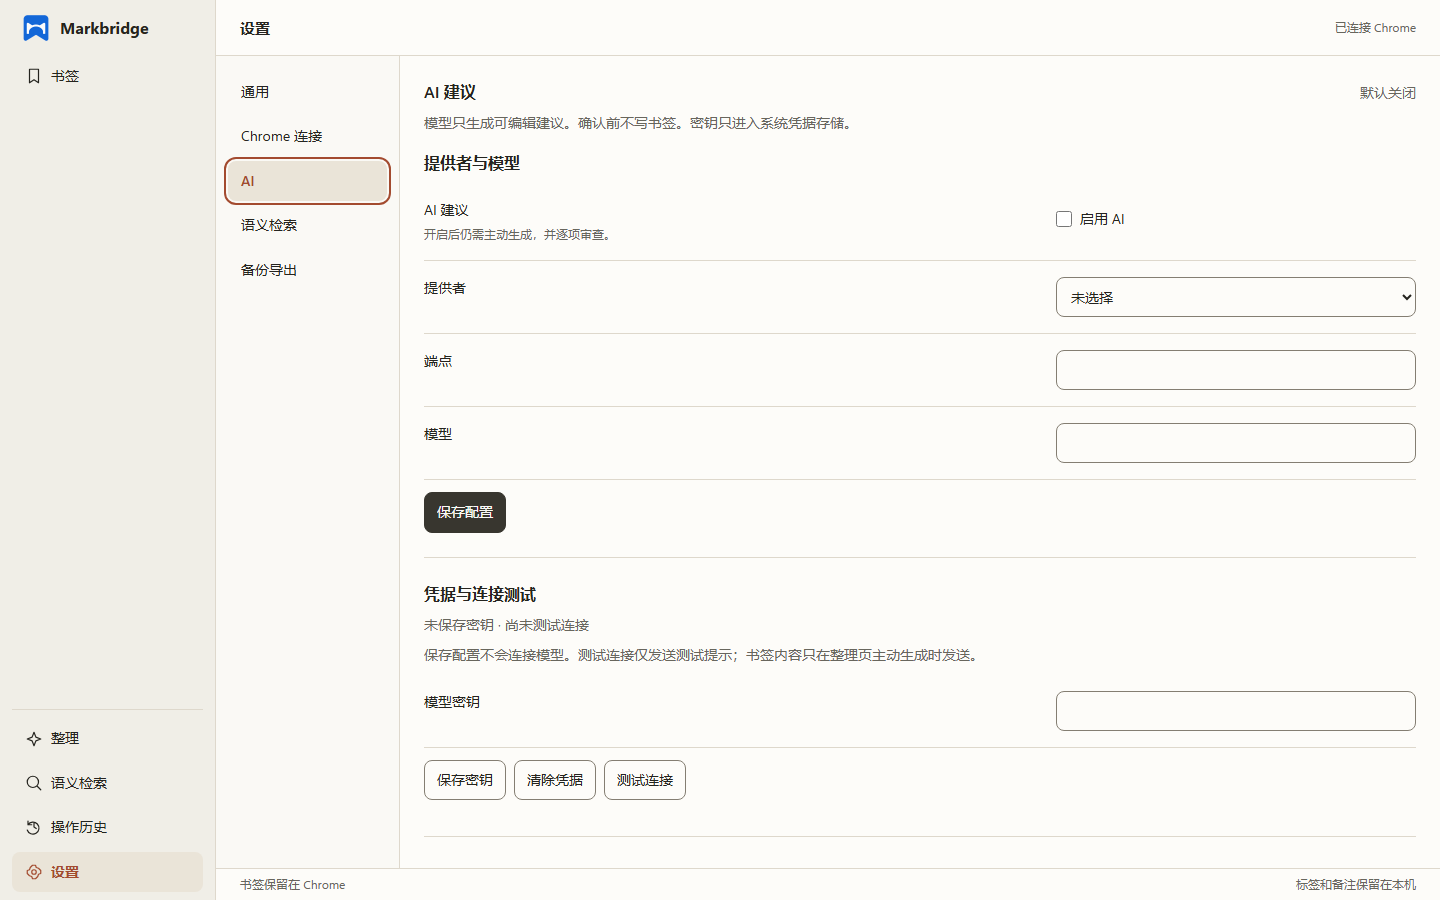 Markbridge
书签
整理
语义检索
操作历史
设置
设置
已连接 Chrome
通用
Chrome 连接
AI
语义检索
备份导出
AI 建议
默认关闭
模型只生成可编辑建议。确认前不写书签。密钥只进入系统凭据存储。
提供者与模型
AI 建议
开启后仍需主动生成，并逐项审查。
启用 AI
提供者
未选择
端点
模型
保存配置
凭据与连接测试
未保存密钥 · 尚未测试连接
保存配置不会连接模型。测试连接仅发送测试提示；书签内容只在整理页主动生成时发送。
模型密钥
保存密钥
清除凭据
测试连接
书签保留在 Chrome
标签和备注保留在本机